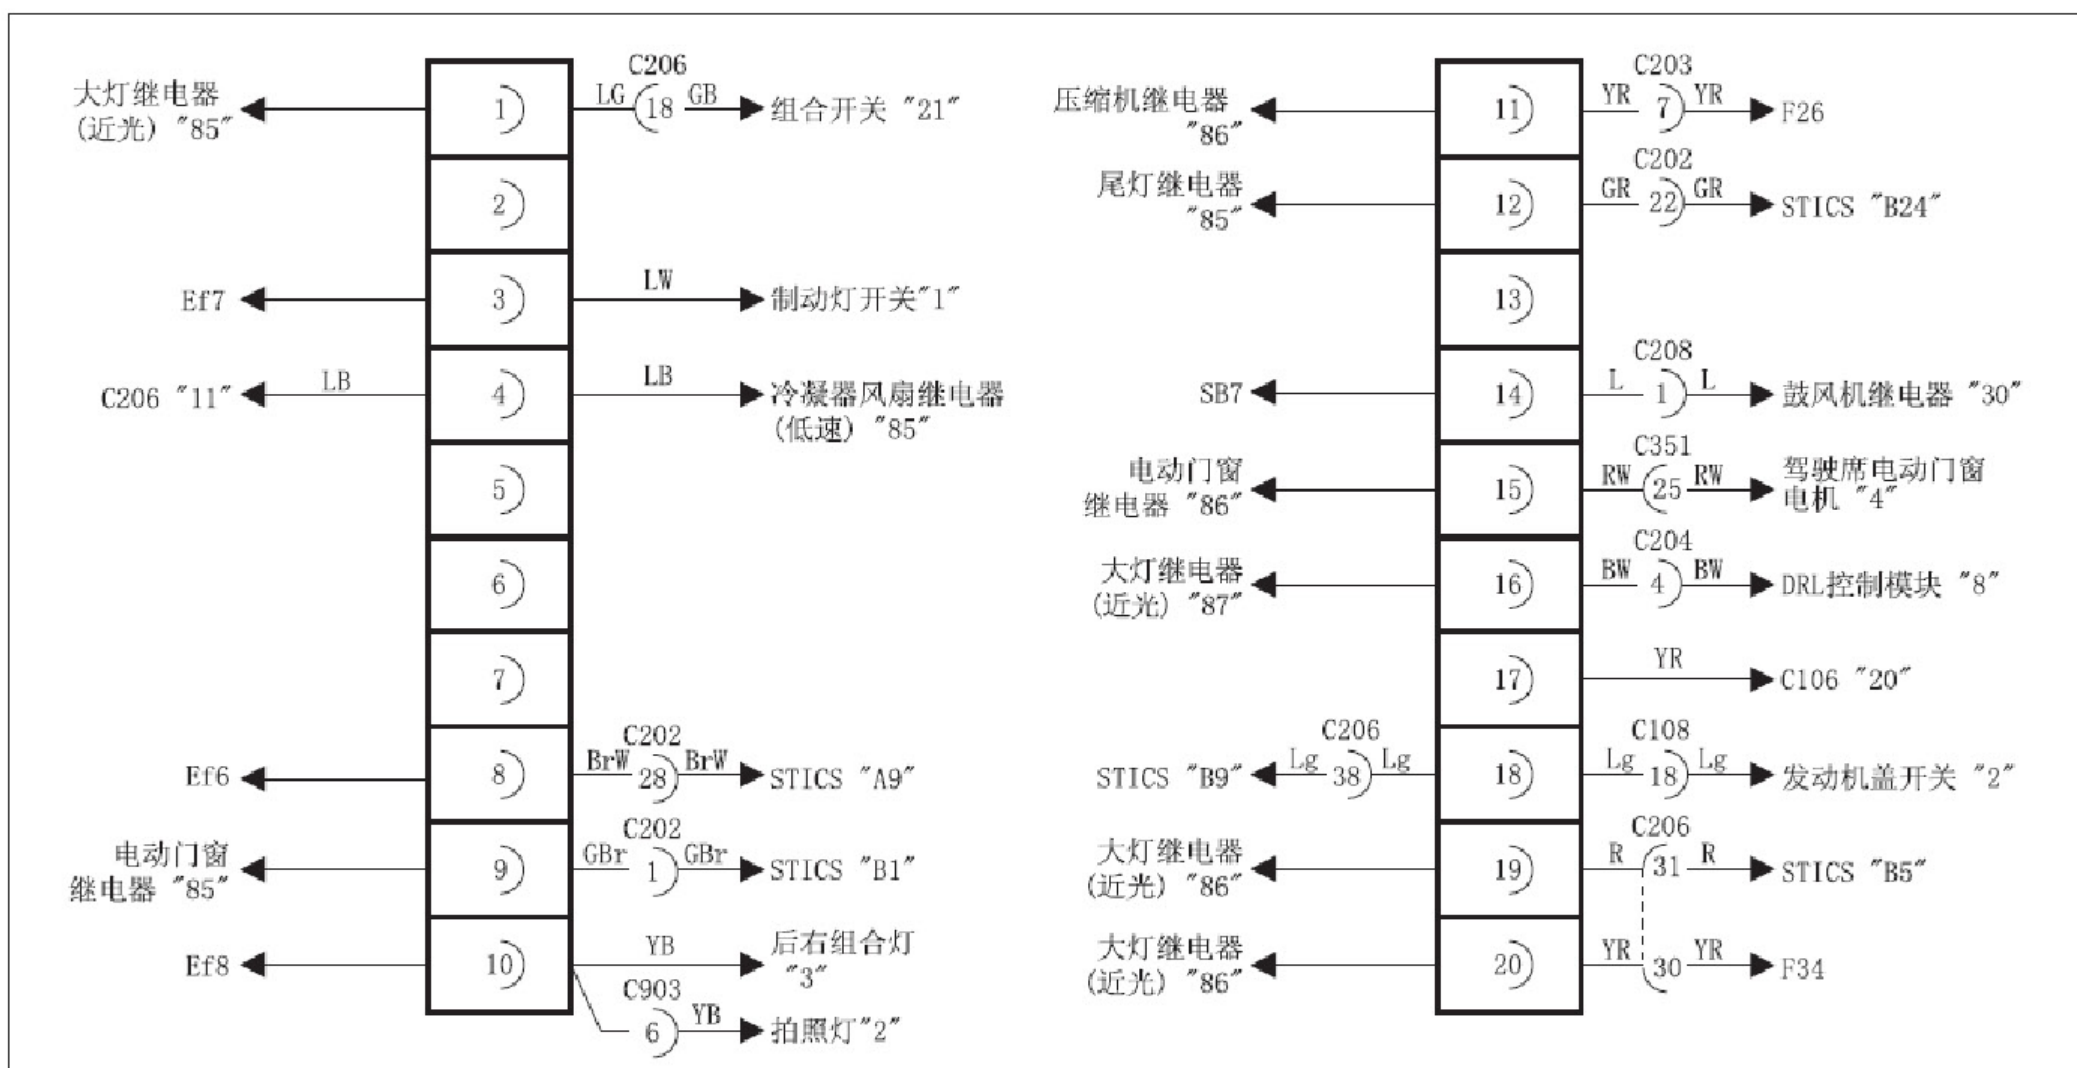 C206
大灯继电器
(近光) "85"
1
LG
18
GB
组合开关 "21"
2
Ef7
3
LW
制动灯开关"1"
C206 "11"
LB
4
LB
冷凝器风扇继电器
(低速) "85"
5
6
7
C202
Ef6
8
BrW
28
BrW
STICS "A9"
C202
电动门窗
继电器 "85"
9
GBr
1
GBr
STICS "B1"
Ef8
10
YB
后右组合灯
"3"
C903
6
YB
拍照灯"2"
C203
压缩机继电器
"86"
11
YR
7
YR
F26
C202
尾灯继电器
"85"
12
GR
22
GR
STICS "B24"
13
C208
SB7
14
L
1
L
鼓风机继电器 "30"
C351
电动门窗
继电器 "86"
15
RW
25
RW
驾驶席电动门窗
电机 "4"
C204
大灯继电器
(近光) "87"
16
BW
4
BW
DRL控制模块 "8"
17
YR
C106 "20"
C206
C108
STICS "B9"
Lg
38
Lg
18
Lg
18
Lg
发动机盖开关 "2"
C206
大灯继电器
(近光) "86"
19
R
31
R
STICS "B5"
大灯继电器
(近光) "86"
20
YR
30
YR
F34